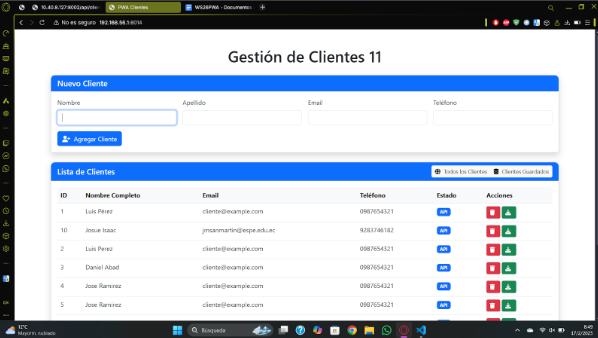 10.40.8.127:8000/api/clien
PWA Clientes
WS28PWA - Documentos
No es seguro 192.168.56.1:8014
Gestión de Clientes 11
Nuevo Cliente
Nombre Apellido Email Teléfono
Agregar Cliente
Lista de Clientes Todos los Clientes Clientes Guardados
ID Nombre Completo Email Teléfono Estado Acciones
1 Luis Pérez cliente@example.com 0987654321 API
10 Josue Isaac jmsanmartin@espe.edu.ec 9283746182 API
2 Luis Perez cliente@example.com 0987654321 API
3 Daniel Abad cliente@example.com 0987654321 API
4 Jose Ramirez cliente@example.com 0987654321 API
5 Jose Ramirez cliente@example.com 0987654321 API
12°C
Mayorm. nublado
Búsqueda
8:49
17/2/2025